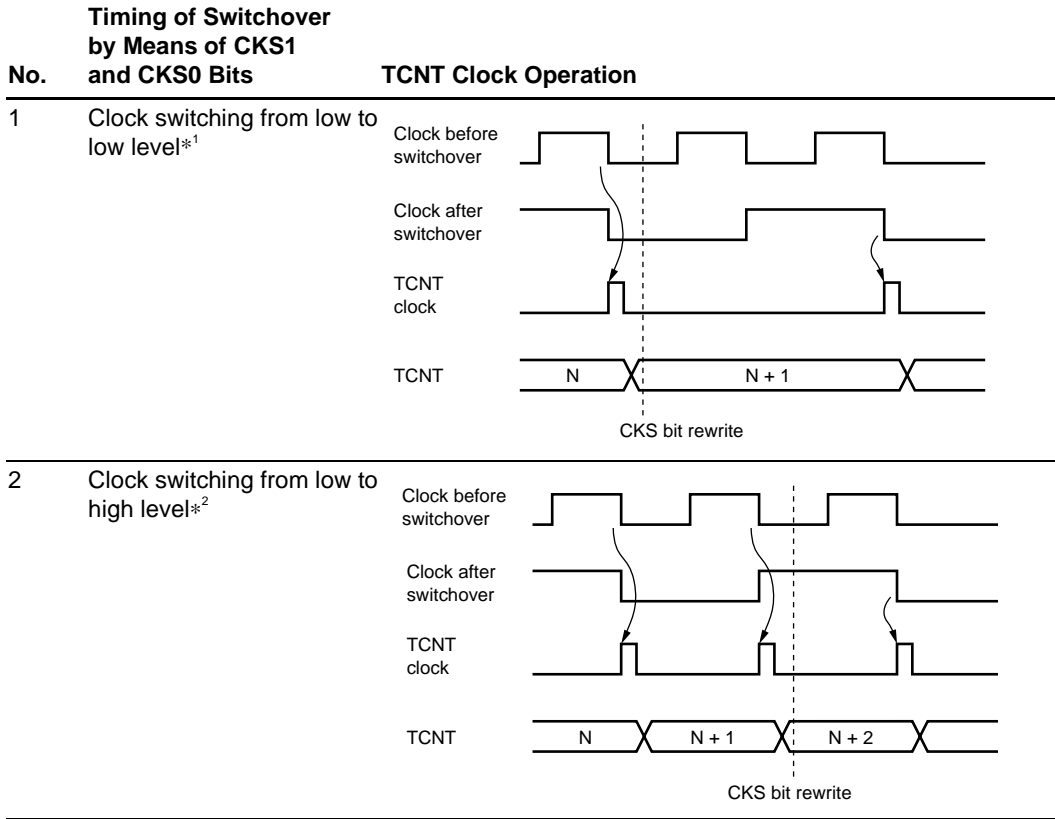 Timing of Switchover
by Means of CKS1
No. and CKS0 Bits TCNT Clock Operation
1 Clock switching from low to
low level*1
Clock before
switchover
Clock after
switchover
TCNT
clock
TCNT N N + 1
CKS bit rewrite
2 Clock switching from low to
high level*2
Clock before
switchover
Clock after
switchover
TCNT
clock
TCNT N N + 1 N + 2
CKS bit rewrite